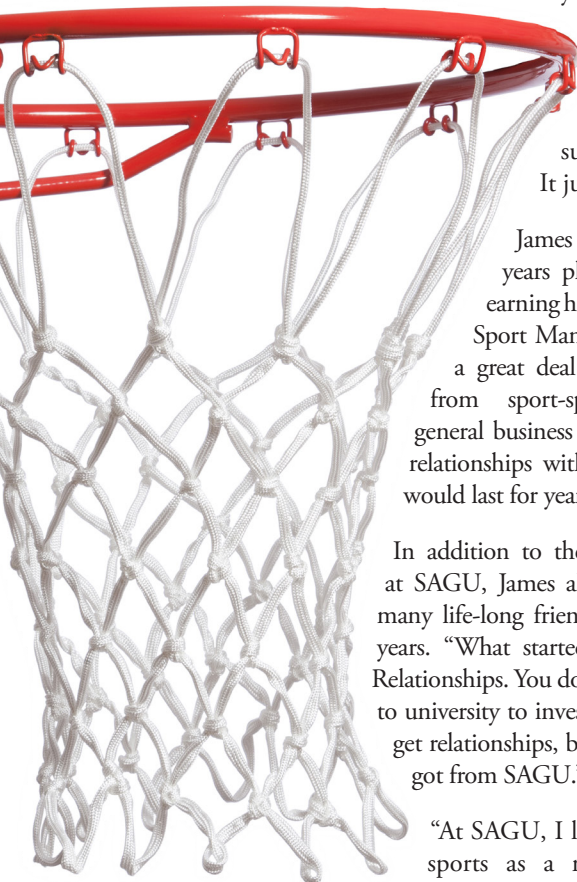 su
It ju
James
years pl
earning h
Sport Man
a great deal
from sport-sp
general business
relationships with
would last for year
In addition to the
at SAGU, James a
many life-long frien
years. “What started
Relationships. You do
to university to inves
get relationships, b
got from SAGU.”
“At SAGU, I l
sports as a m